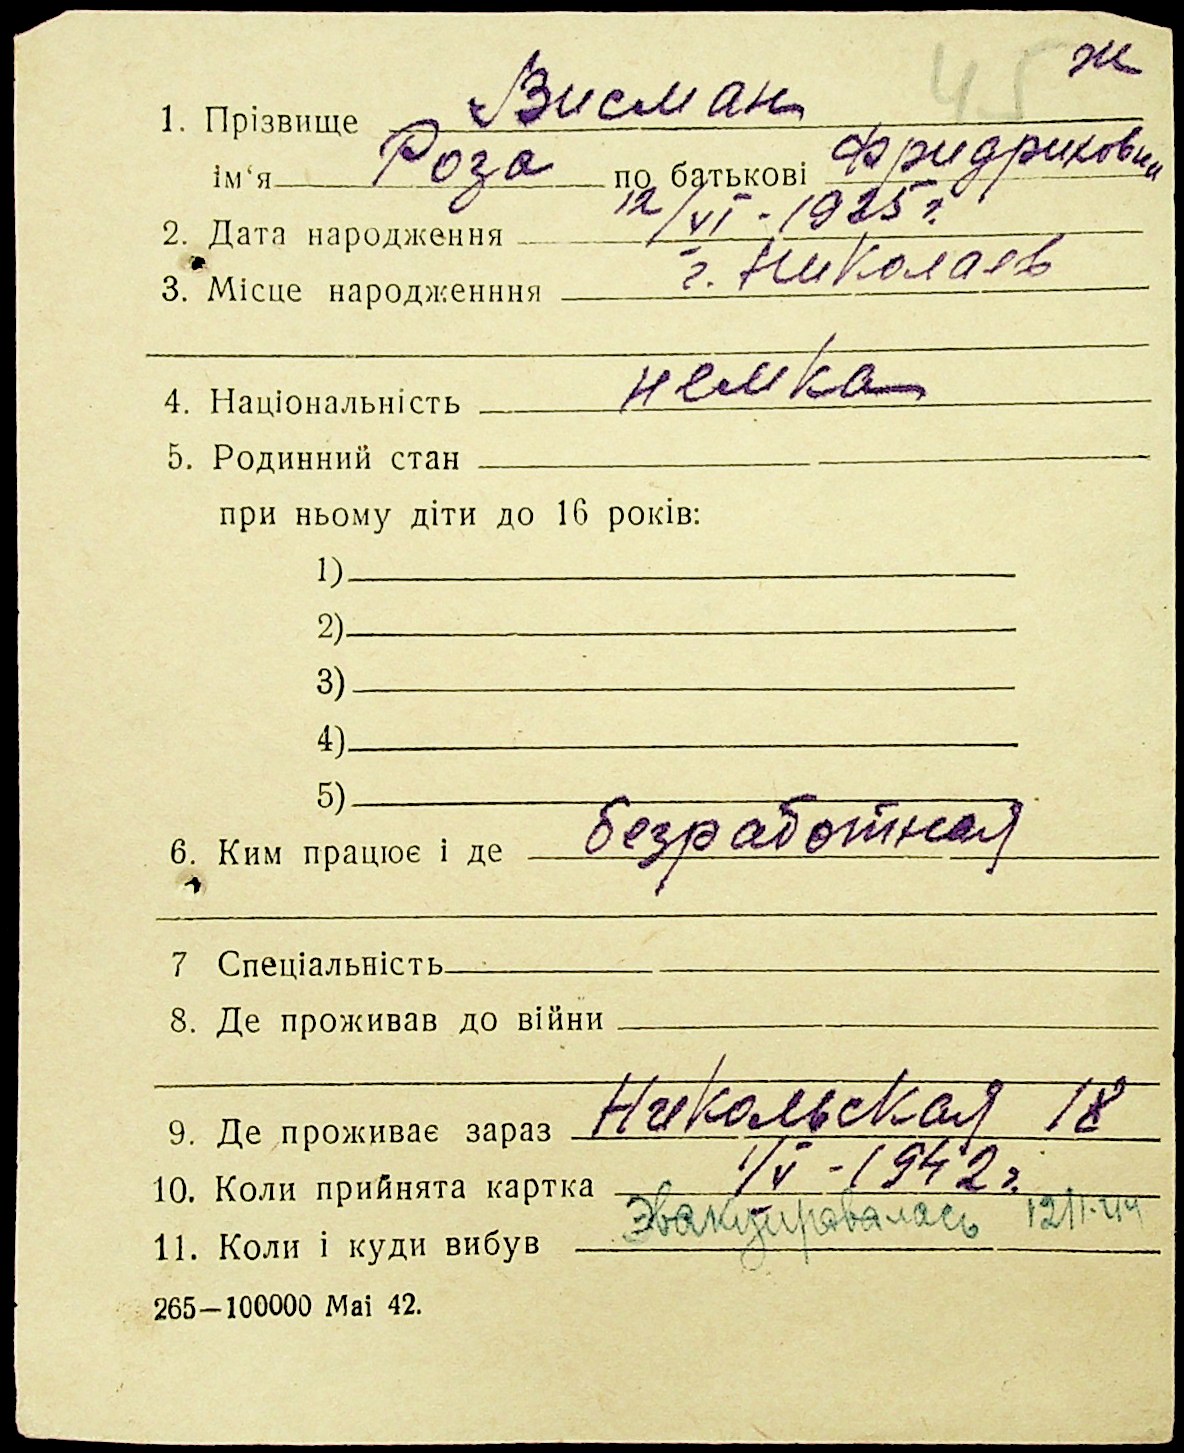 45 ж
1. Прізвище Висман
ім‘я Роза по батькові Фридриховна
2. Дата народження 12/VI - 1925 г.
3. Місце народженння г. Николаев
4. Національність немка
5. Родинний стан
при ньому діти до 16 років:
1)
2)
3)
4)
5)
6. Ким працює і де безработная
7 Спеціальність
8. Де проживав до війни
9. Де проживає зараз Никольская 18
10. Коли прийнята картка 1/V - 1942 г.
11. Коли і куди вибув Эвакуировалась
265—100000 Mai 42.